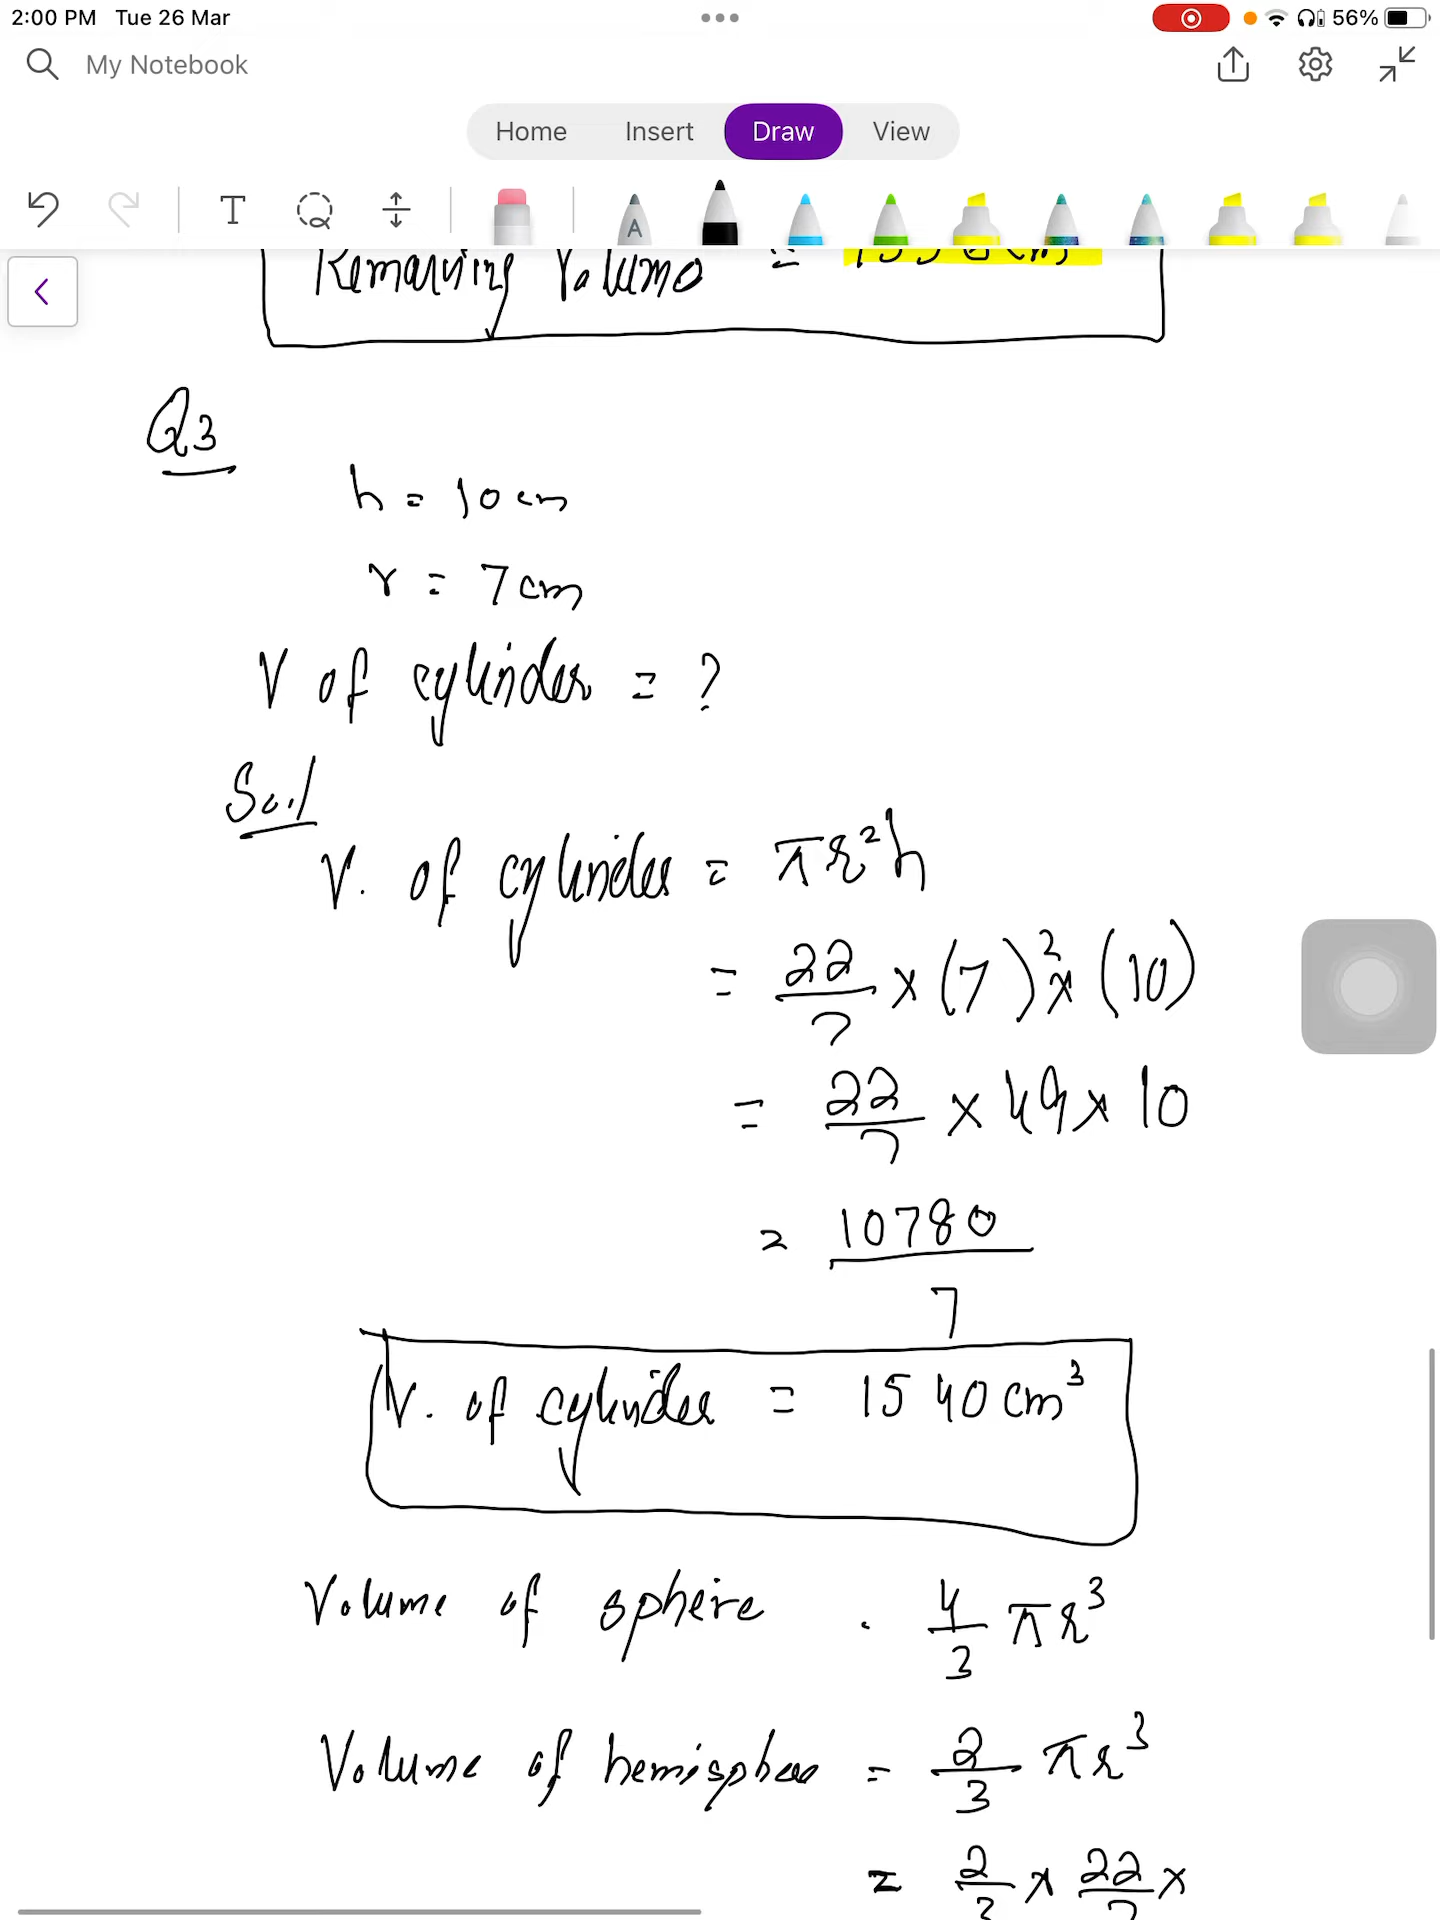 2:00 PM Tue 26 Mar
56%
My Notebook
Home Insert Draw View
T
A
Remaining Volume =
Q3
h = 10 cm
r = 7 cm
V of cylinder = ?
Sol
V. of cylinder = πr²h
= 22/7 × (7)² × (10)
= 22/7 × 49 × 10
= 10780/7
V. of cylinder = 1540 cm³
Volume of sphere . 4/3 πr³
Volume of hemisphere = 2/3 πr³
= 2/3 × 22/7 ×